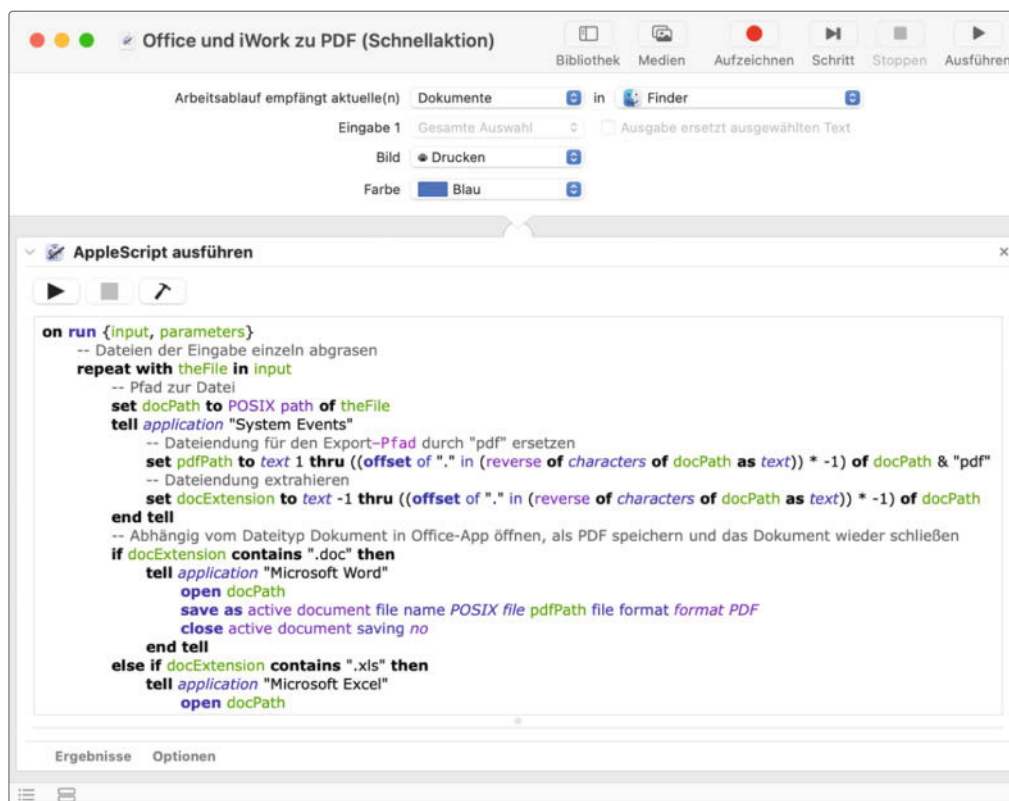 Office und iWork zu PDF (Schnellaktion)
Bibliothek Medien Aufzeichnen Schritt Stoppen Ausführen
Arbeitsablauf empfängt aktuelle(n) Dokumente in Finder
Eingabe 1 Gesamte Auswahl Ausgabe ersetzt ausgewählten Text
Bild Drucken
Farbe Blau
AppleScript ausführen
on run {input, parameters}
-- Dateien der Eingabe einzeln abgrasen
repeat with theFile in input
-- Pfad zur Datei
set docPath to POSIX path of theFile
tell application "System Events"
-- Dateiendung für den Export-Pfad durch "pdf" ersetzen
set pdfPath to text 1 thru ((offset of "." in (reverse of characters of docPath as text)) * -1) of docPath & "pdf"
-- Dateiendung extrahieren
set docExtension to text -1 thru ((offset of "." in (reverse of characters of docPath as text)) * -1) of docPath
end tell
-- Abhängig vom Dateityp Dokument in Office-App öffnen, als PDF speichern und das Dokument wieder schließen
if docExtension contains ".doc" then
tell application "Microsoft Word"
open docPath
save as active document file name POSIX file pdfPath file format format PDF
close active document saving no
end tell
else if docExtension contains ".xls" then
tell application "Microsoft Excel"
open docPath
Ergebnisse Optionen